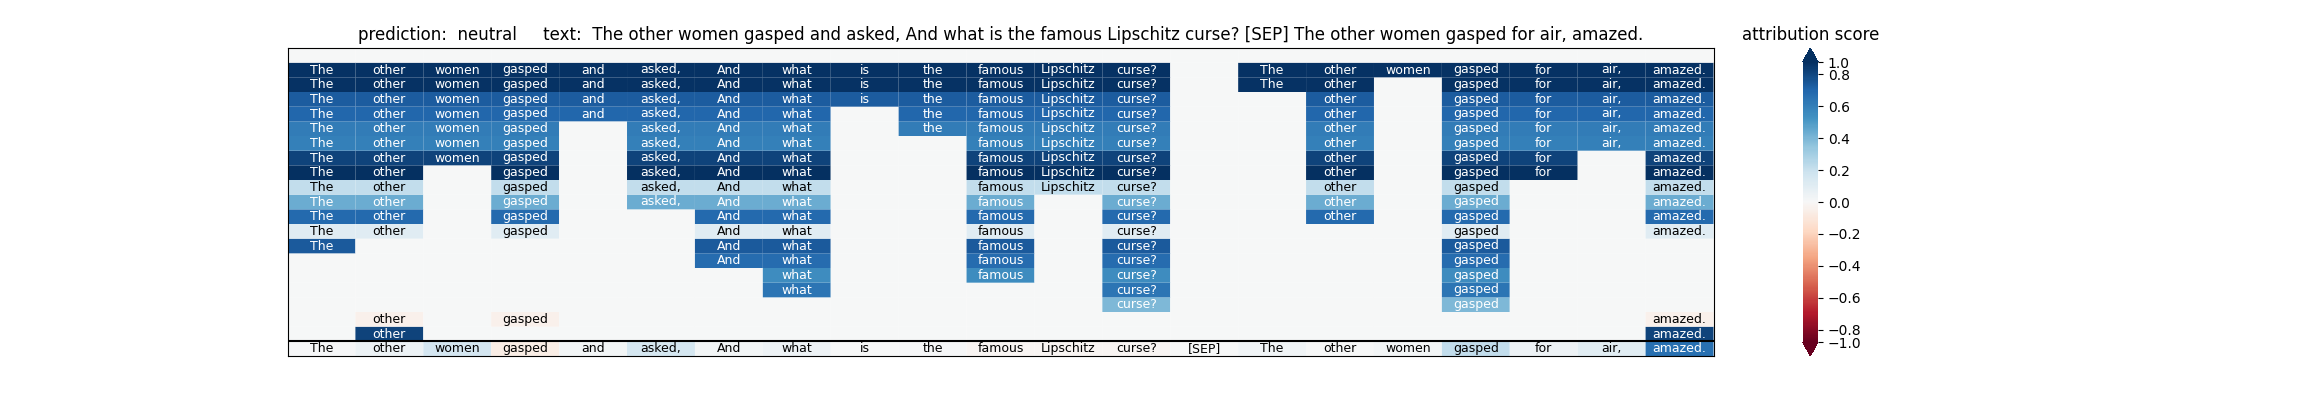 prediction: neutral text: The other women gasped and asked, And what is the famous Lipschitz curse? [SEP] The other women gasped for air, amazed. attribution score
The other women gasped and asked, And what is the famous Lipschitz curse? The other women gasped for air, amazed. 1.0
The other women gasped and asked, And what is the famous Lipschitz curse? The other gasped for air, amazed. 0.8
The other women gasped and asked, And what is the famous Lipschitz curse? other gasped for air, amazed.
The other women gasped and asked, And what the famous Lipschitz curse? other gasped for air, amazed. 0.6
The other women gasped asked, And what the famous Lipschitz curse? other gasped for air, amazed.
The other women gasped asked, And what famous Lipschitz curse? other gasped for air, amazed. 0.4
The other women gasped asked, And what famous Lipschitz curse? other gasped for amazed.
The other gasped asked, And what famous Lipschitz curse? other gasped for amazed. 0.2
The other gasped asked, And what famous Lipschitz curse? other gasped amazed.
The other gasped asked, And what famous curse? other gasped amazed. 0.0
The other gasped And what famous curse? other gasped amazed.
The other gasped And what famous curse? gasped amazed. −0.2
The And what famous curse? gasped
And what famous curse? gasped −0.4
what famous curse? gasped
what curse? gasped −0.6
curse? gasped
other gasped amazed.
other amazed. −0.8
The other women gasped and asked, And what is the famous Lipschitz curse? [SEP] The other women gasped for air, amazed. −1.0